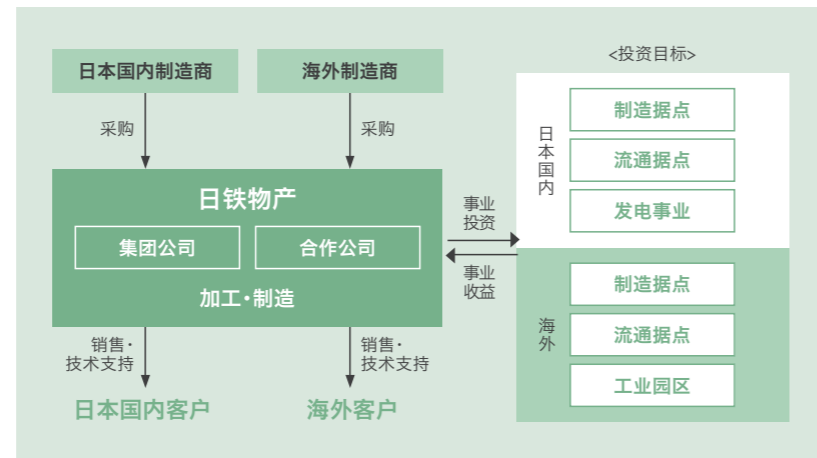 日本国内制造商
海外制造商
采购
采购
日铁物产
集团公司
合作公司
加工·制造
销售·
技术支持
销售·
技术支持
日本国内客户
海外客户
事业
投资
事业
收益
<投资目标>
日本国内
制造据点
流通据点
发电事业
海外
制造据点
流通据点
工业园区